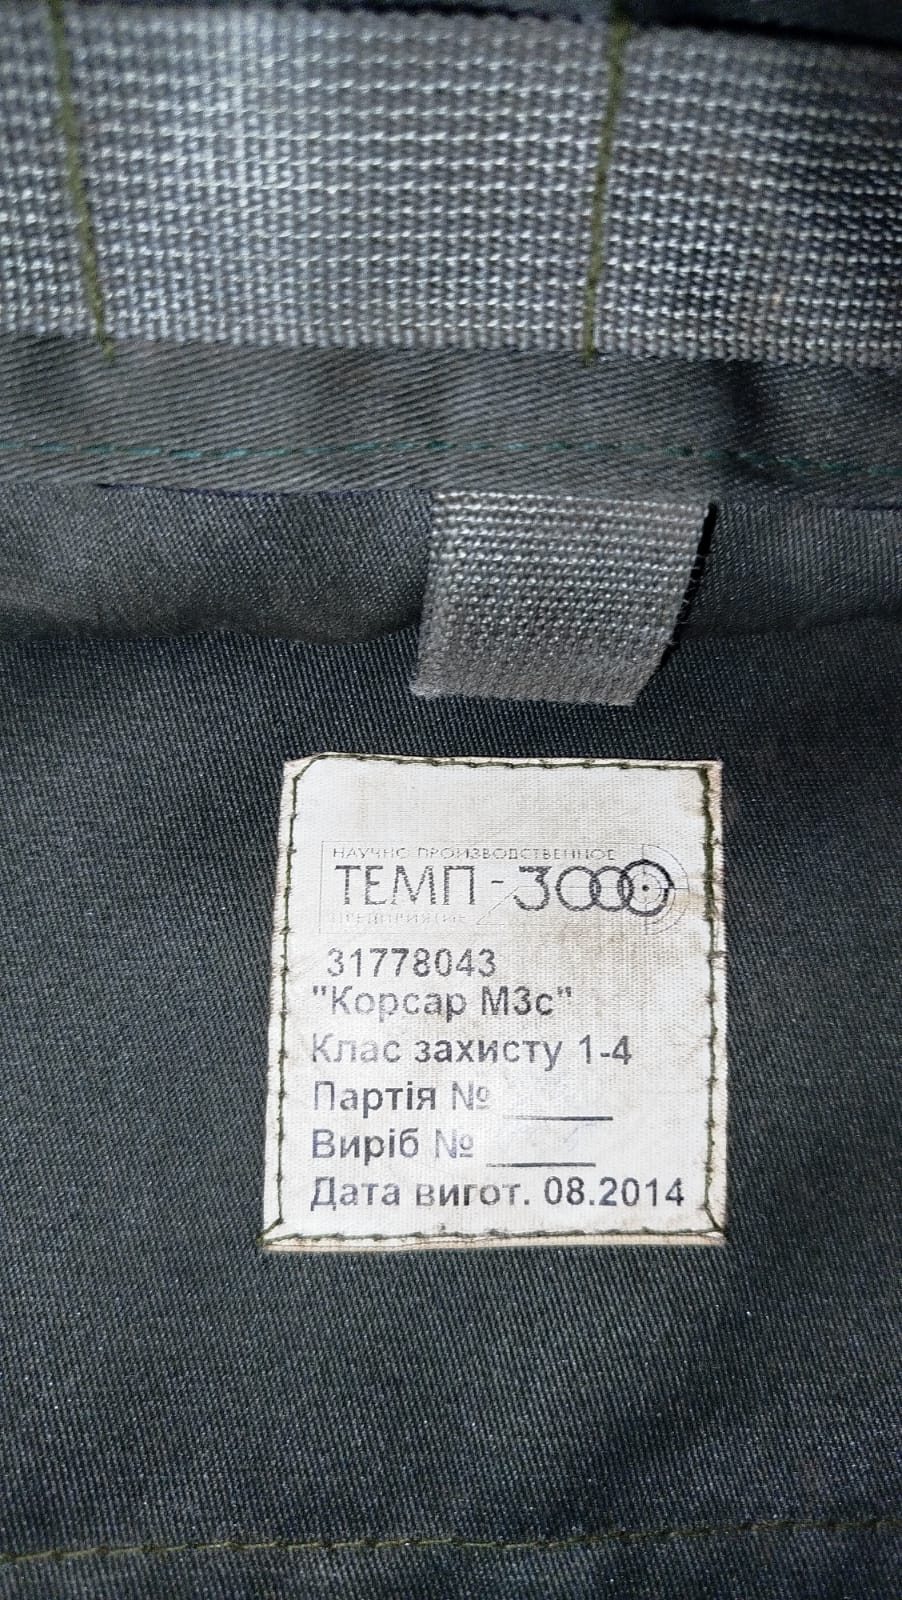 НАУЧНО-ПРОИЗВОДСТВЕННОЕ
ТЕМП-3000
ПРЕДПРИЯТИЕ
31778043
"Корсар М3с"
Клас захисту 1-4
Партія №
Виріб №
Дата вигот. 08.2014